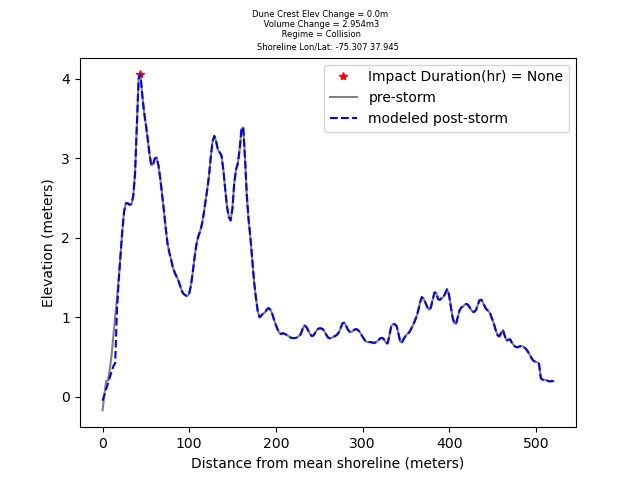 Dune Crest Elev Change = 0.0m
Volume Change = 2.954m3
Regime = Collision
Shoreline Lon/Lat: -75.307 37.945
Impact Duration(hr) = None
pre-storm
modeled post-storm
Elevation (meters)
4
3
2
1
0
0 100 200 300 400 500
Distance from mean shoreline (meters)